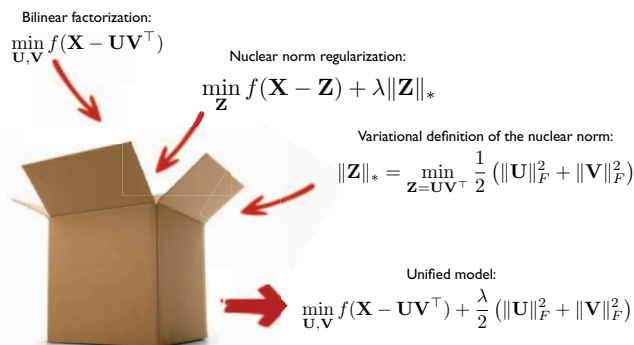 Bilinear factorization:
min_{U,V} f(X − UV^⊤)
Nuclear norm regularization:
min_Z f(X − Z) + λ‖Z‖_*
Variational definition of the nuclear norm:
‖Z‖_* = min_{Z=UV^⊤} 1/2 (‖U‖_F^2 + ‖V‖_F^2)
Unified model:
min_{U,V} f(X − UV^⊤) + λ/2 (‖U‖_F^2 + ‖V‖_F^2)